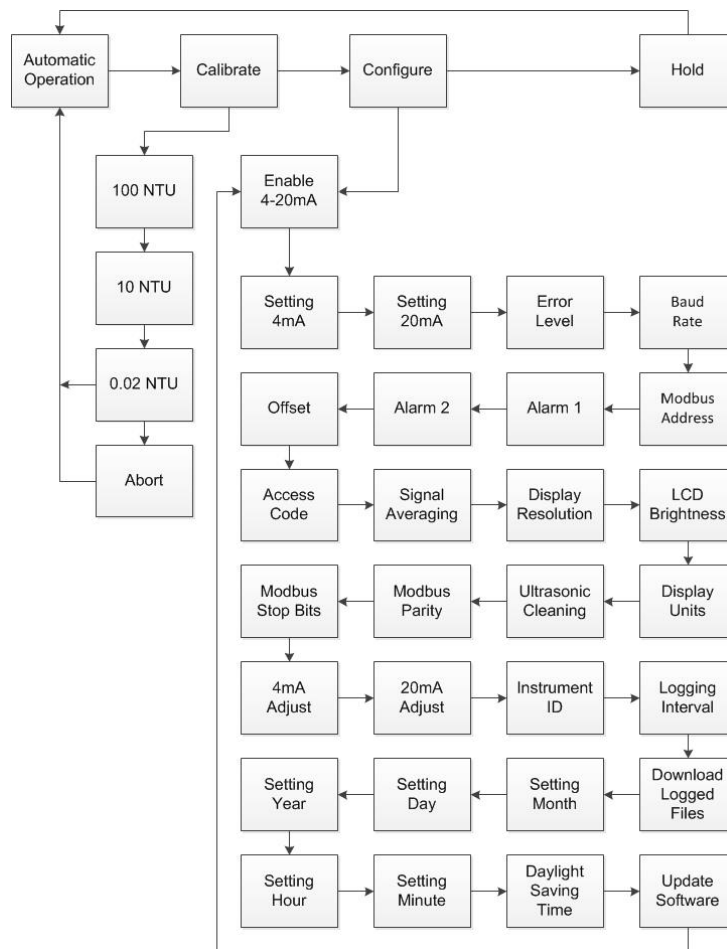 Automatic
Operation
Calibrate
Configure
Hold
100 NTU
Enable
4-20mA
10 NTU
Setting
4mA
Setting
20mA
Error
Level
Baud
Rate
0.02 NTU
Offset
Alarm 2
Alarm 1
Modbus
Address
Abort
Access
Code
Signal
Averaging
Display
Resolution
LCD
Brightness
Modbus
Stop Bits
Modbus
Parity
Ultrasonic
Cleaning
Display
Units
4mA
Adjust
20mA
Adjust
Instrument
ID
Logging
Interval
Setting
Year
Setting
Day
Setting
Month
Download
Logged
Files
Setting
Hour
Setting
Minute
Daylight
Saving
Time
Update
Software